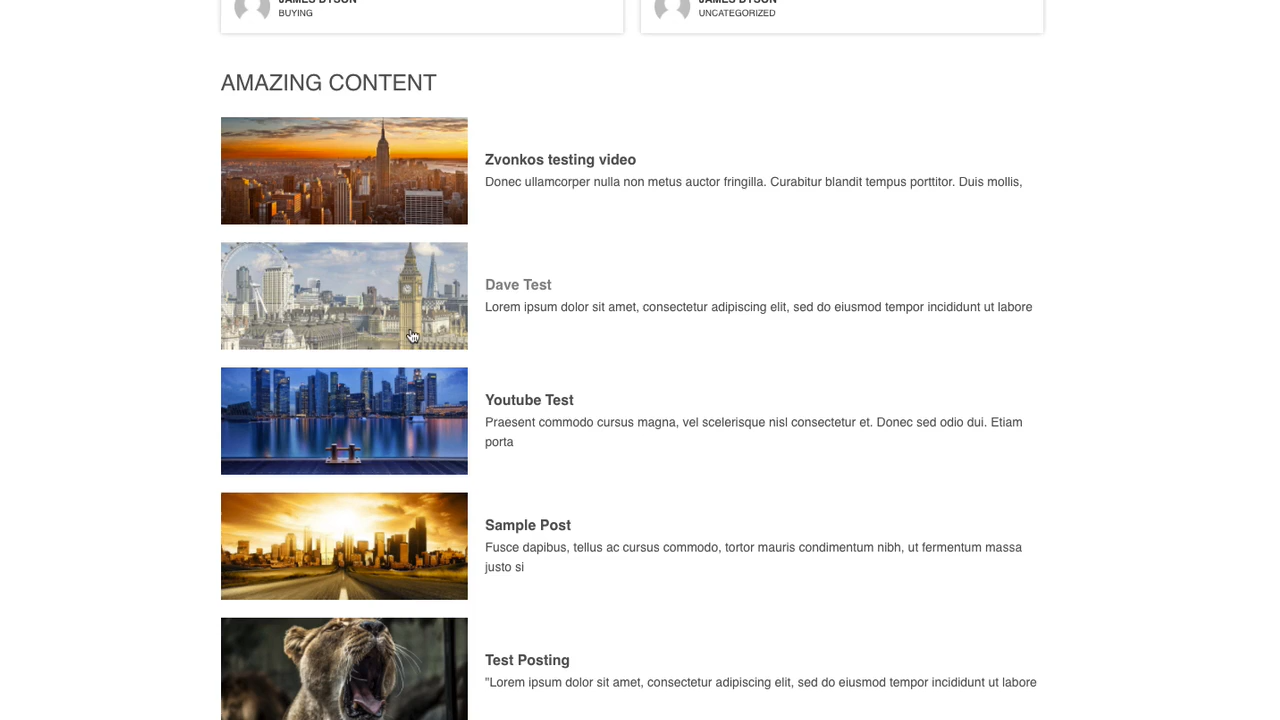 JAMES DYSON
JAMES DYSON
BUYING
UNCATEGORIZED
AMAZING CONTENT
Zvonkos testing video
Donec ullamcorper nulla non metus auctor fringilla. Curabitur blandit tempus porttitor. Duis mollis,
Dave Test
Lorem ipsum dolor sit amet, consectetur adipiscing elit, sed do eiusmod tempor incididunt ut labore
Youtube Test
Praesent commodo cursus magna, vel scelerisque nisl consectetur et. Donec sed odio dui. Etiam
porta
Sample Post
Fusce dapibus, tellus ac cursus commodo, tortor mauris condimentum nibh, ut fermentum massa
justo si
Test Posting
"Lorem ipsum dolor sit amet, consectetur adipiscing elit, sed do eiusmod tempor incididunt ut labore